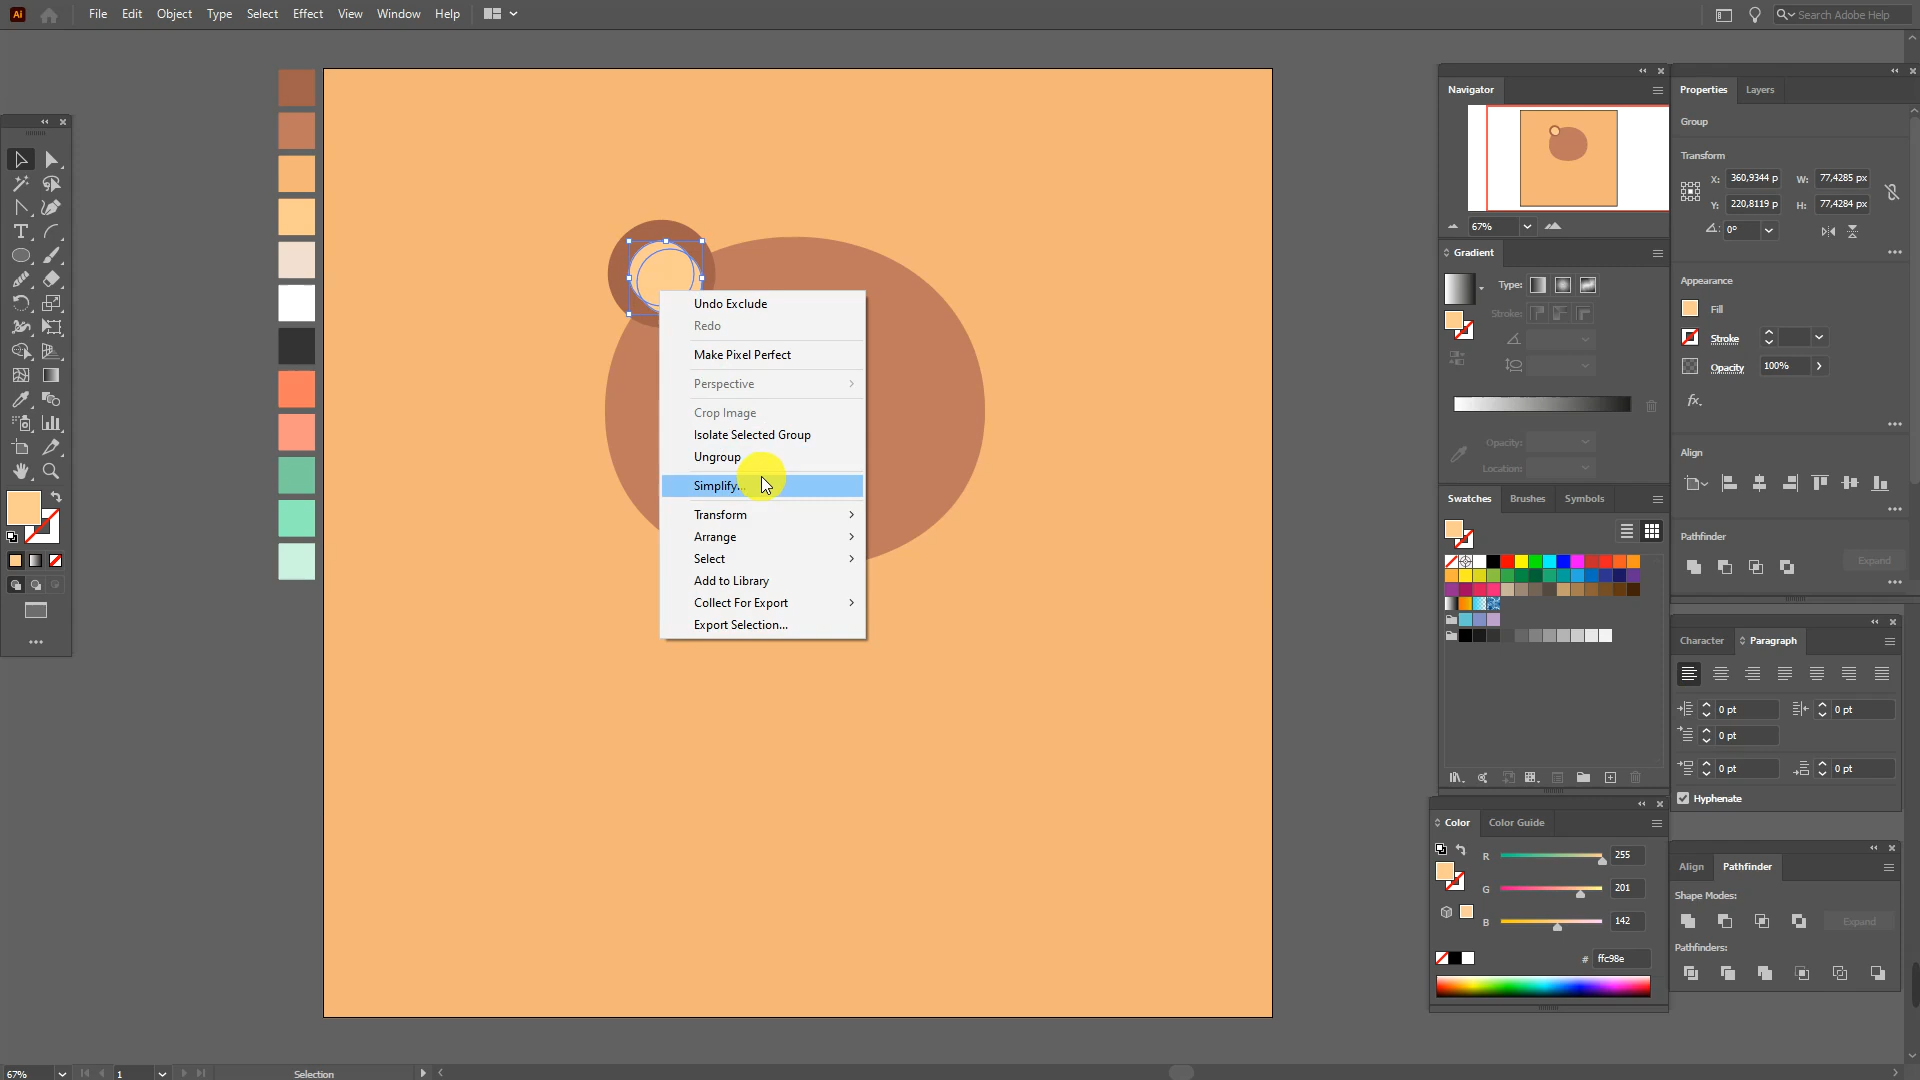 Ai File Edit Object Type Select Effect View Window Help Search Adobe Help
Navigator
67%
Gradient
Type:
Stroke:
Opacity:
Location:
Swatches Brushes Symbols
Color Color Guide
R 255
G 201
B 142
# ffc98e
Properties Layers
Group
Transform
X: 360,9344 p W: 77,4285 px
Y: 220,8119 p H: 77,4284 px
0°
Appearance
Fill
Stroke
Opacity 100%
fx.
Align
Pathfinder
Expand
Character Paragraph
0 pt 0 pt
0 pt
0 pt 0 pt
Hyphenate
Align Pathfinder
Shape Modes:
Expand
Pathfinders:
Undo Exclude
Redo
Make Pixel Perfect
Perspective
Crop Image
Isolate Selected Group
Ungroup
Simplify...
Transform
Arrange
Select
Add to Library
Collect For Export
Export Selection...
67% 1 Selection